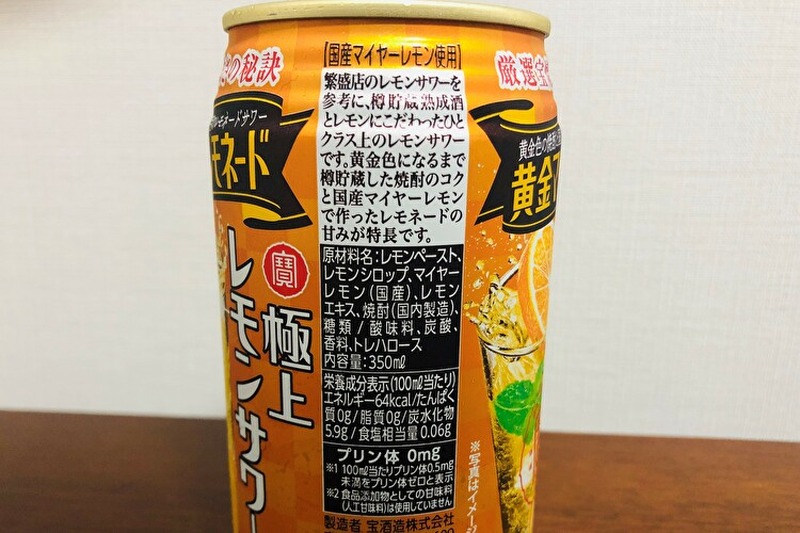 【国産マイヤーレモン使用】
繁盛店のレモンサワーを
参考に、樽貯蔵熟成酒
とレモンにこだわったひと
クラス上のレモンサワー
です。黄金色になるまで
樽貯蔵した焼酎のコク
と国産マイヤーレモン
で作ったレモネードの
甘みが特長です。
原材料名:レモンペースト、
レモンシロップ、マイヤー
レモン(国産)、レモン
エキス、焼酎(国内製造)、
糖類/酸味料、炭酸、
香料、トレハロース
内容量:350㎖
栄養成分表示(100㎖当たり)
エネルギー64kcal/たんぱく
質0g/脂質0g/炭水化物
5.9g/食塩相当量0.06g
プリン体 0mg
※1 100㎖当たりプリン体0.5mg
未満をプリン体ゼロと表示
※2 食品添加物としての甘味料
(人工甘味料)は使用していません
製造者 宝酒造株式会社
の秘訣
レモネードサワー
モネード
寶
極上
レモンサワー
厳選
黄金色の焼酎
黄金
※写真はイメージ